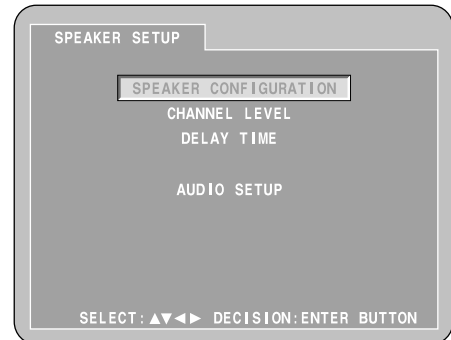 SPEAKER SETUP
SPEAKER CONFIGURATION
CHANNEL LEVEL
DELAY TIME
AUDIO SETUP
SELECT:▲▼◄► DECISION:ENTER BUTTON